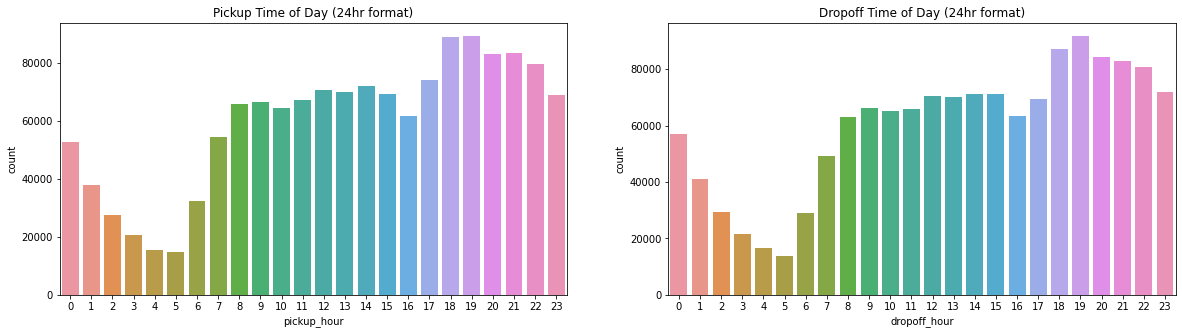 Pickup Time of Day (24hr format)
80000
60000
40000
20000
0
count
0 1 2 3 4 5 6 7 8 9 10 11 12 13 14 15 16 17 18 19 20 21 22 23
pickup_hour
Dropoff Time of Day (24hr format)
80000
60000
40000
20000
0
count
0 1 2 3 4 5 6 7 8 9 10 11 12 13 14 15 16 17 18 19 20 21 22 23
dropoff_hour